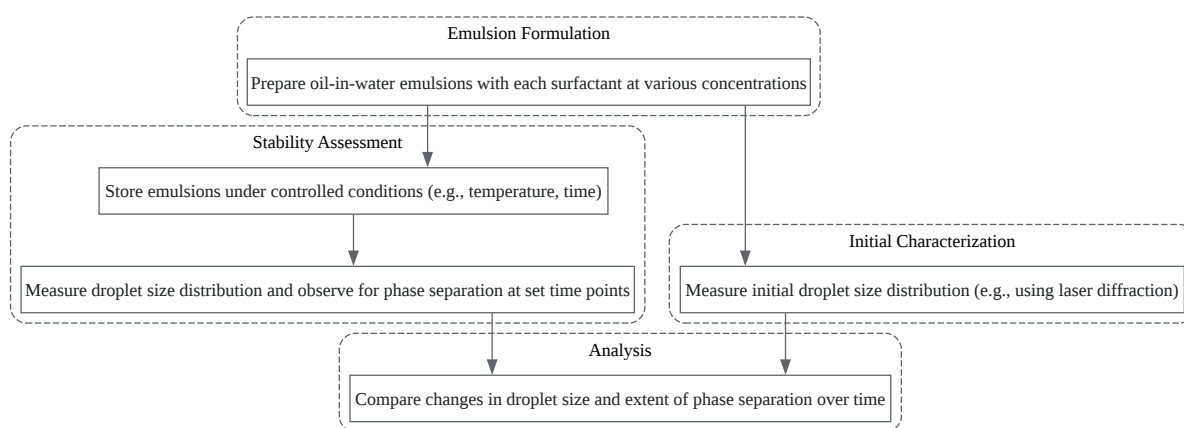 Emulsion Formulation
Prepare oil-in-water emulsions with each surfactant at various concentrations
Stability Assessment
Store emulsions under controlled conditions (e.g., temperature, time)
Measure droplet size distribution and observe for phase separation at set time points
Initial Characterization
Measure initial droplet size distribution (e.g., using laser diffraction)
Analysis
Compare changes in droplet size and extent of phase separation over time